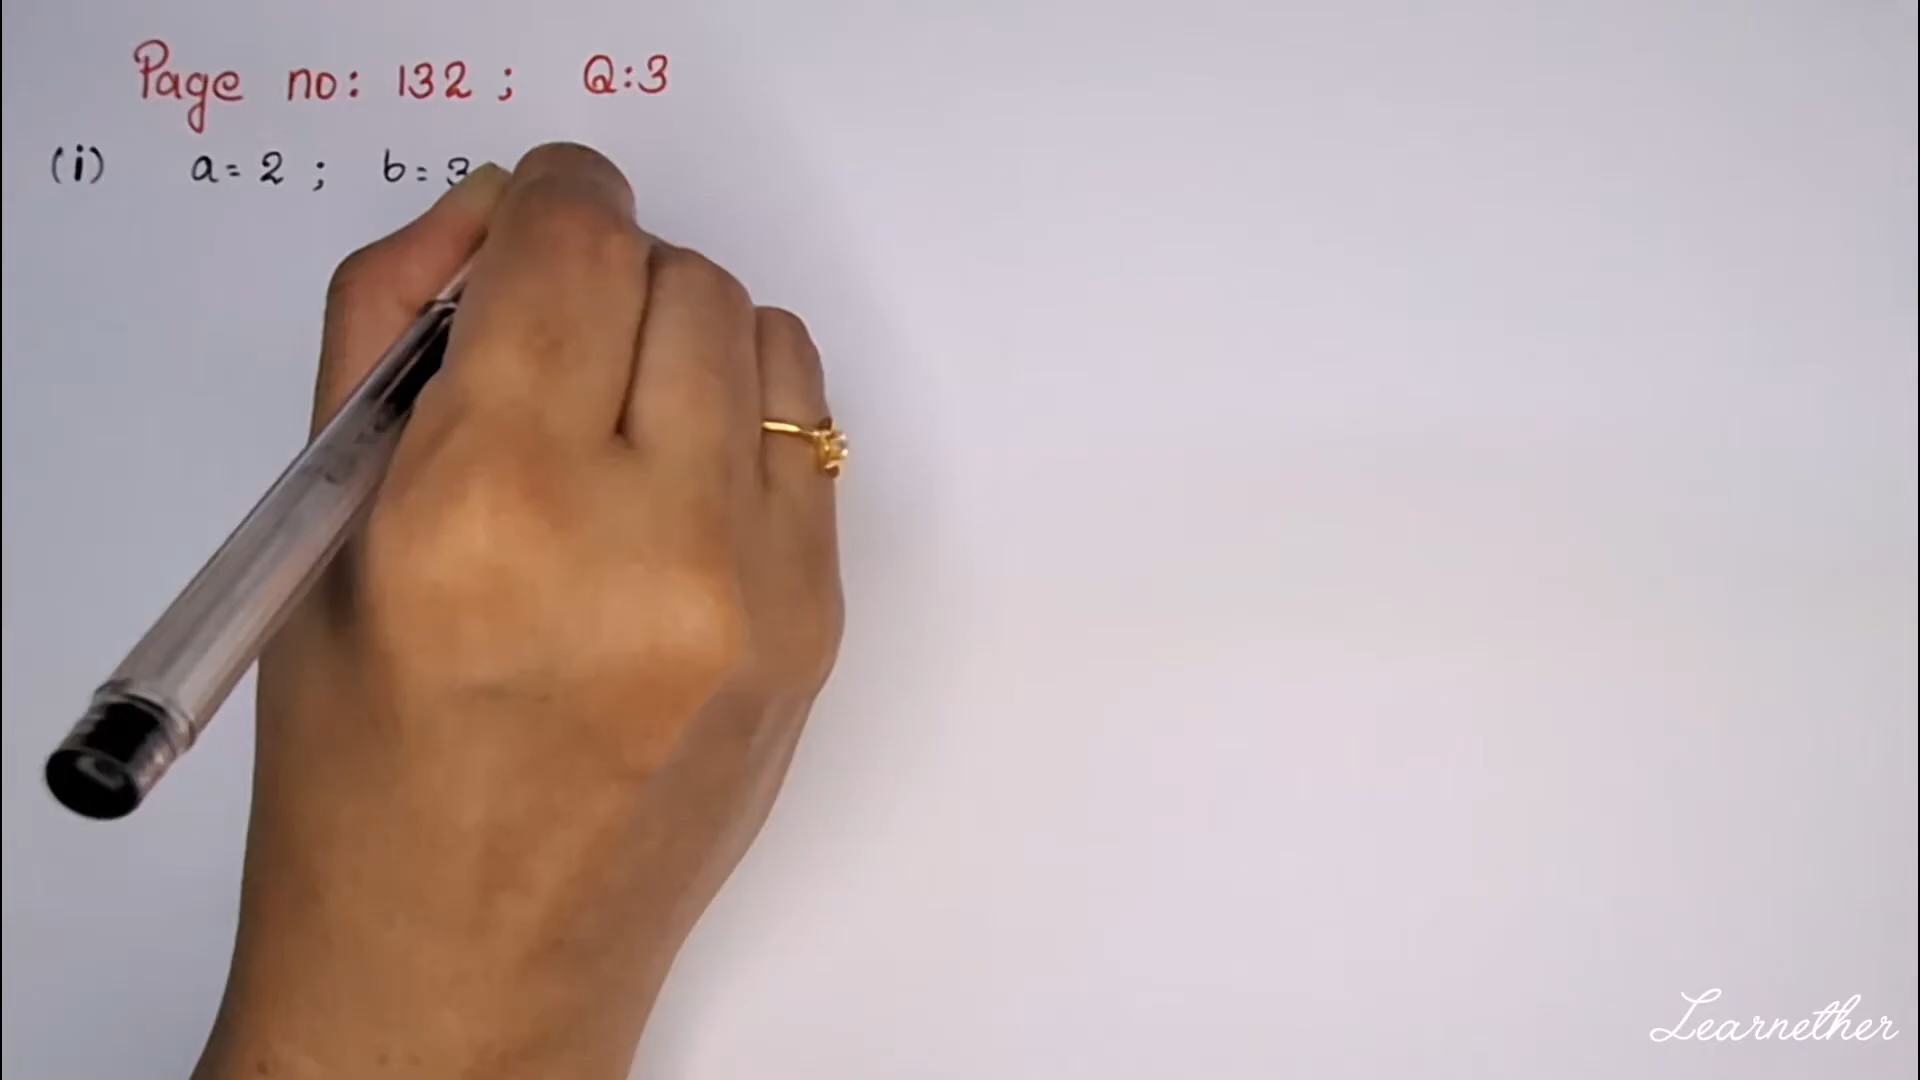 Page no: 132 ; Q:3
(i) a = 2 ; b = 3
Learnether